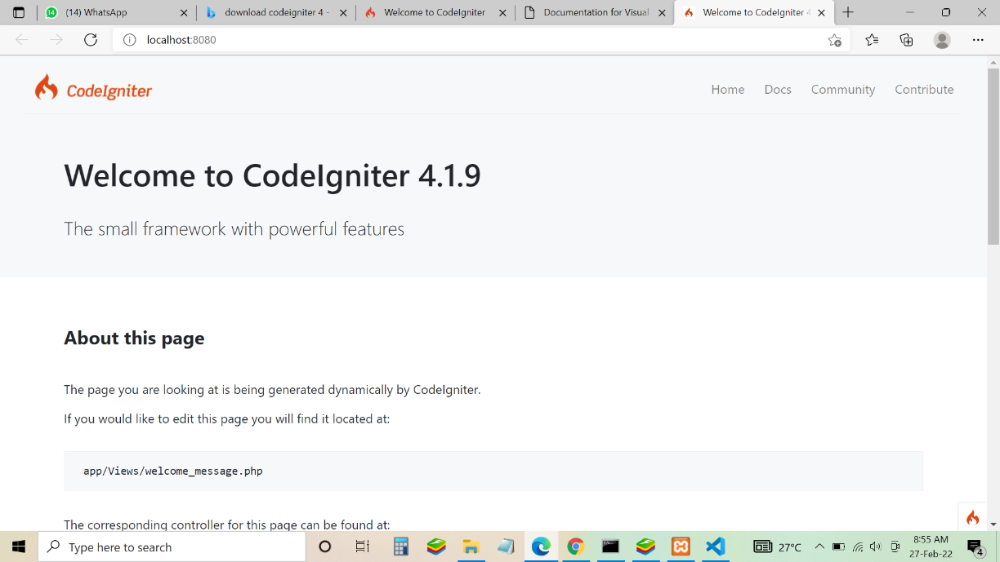 (14) WhatsApp
download codeigniter 4 -
Welcome to CodeIgniter
Documentation for Visual
Welcome to CodeIgniter 4
localhost:8080
CodeIgniter
Home Docs Community Contribute
Welcome to CodeIgniter 4.1.9
The small framework with powerful features
About this page
The page you are looking at is being generated dynamically by CodeIgniter.
If you would like to edit this page you will find it located at:
app/Views/welcome_message.php
The corresponding controller for this page can be found at:
Type here to search
27°C
8:55 AM
27-Feb-22
4